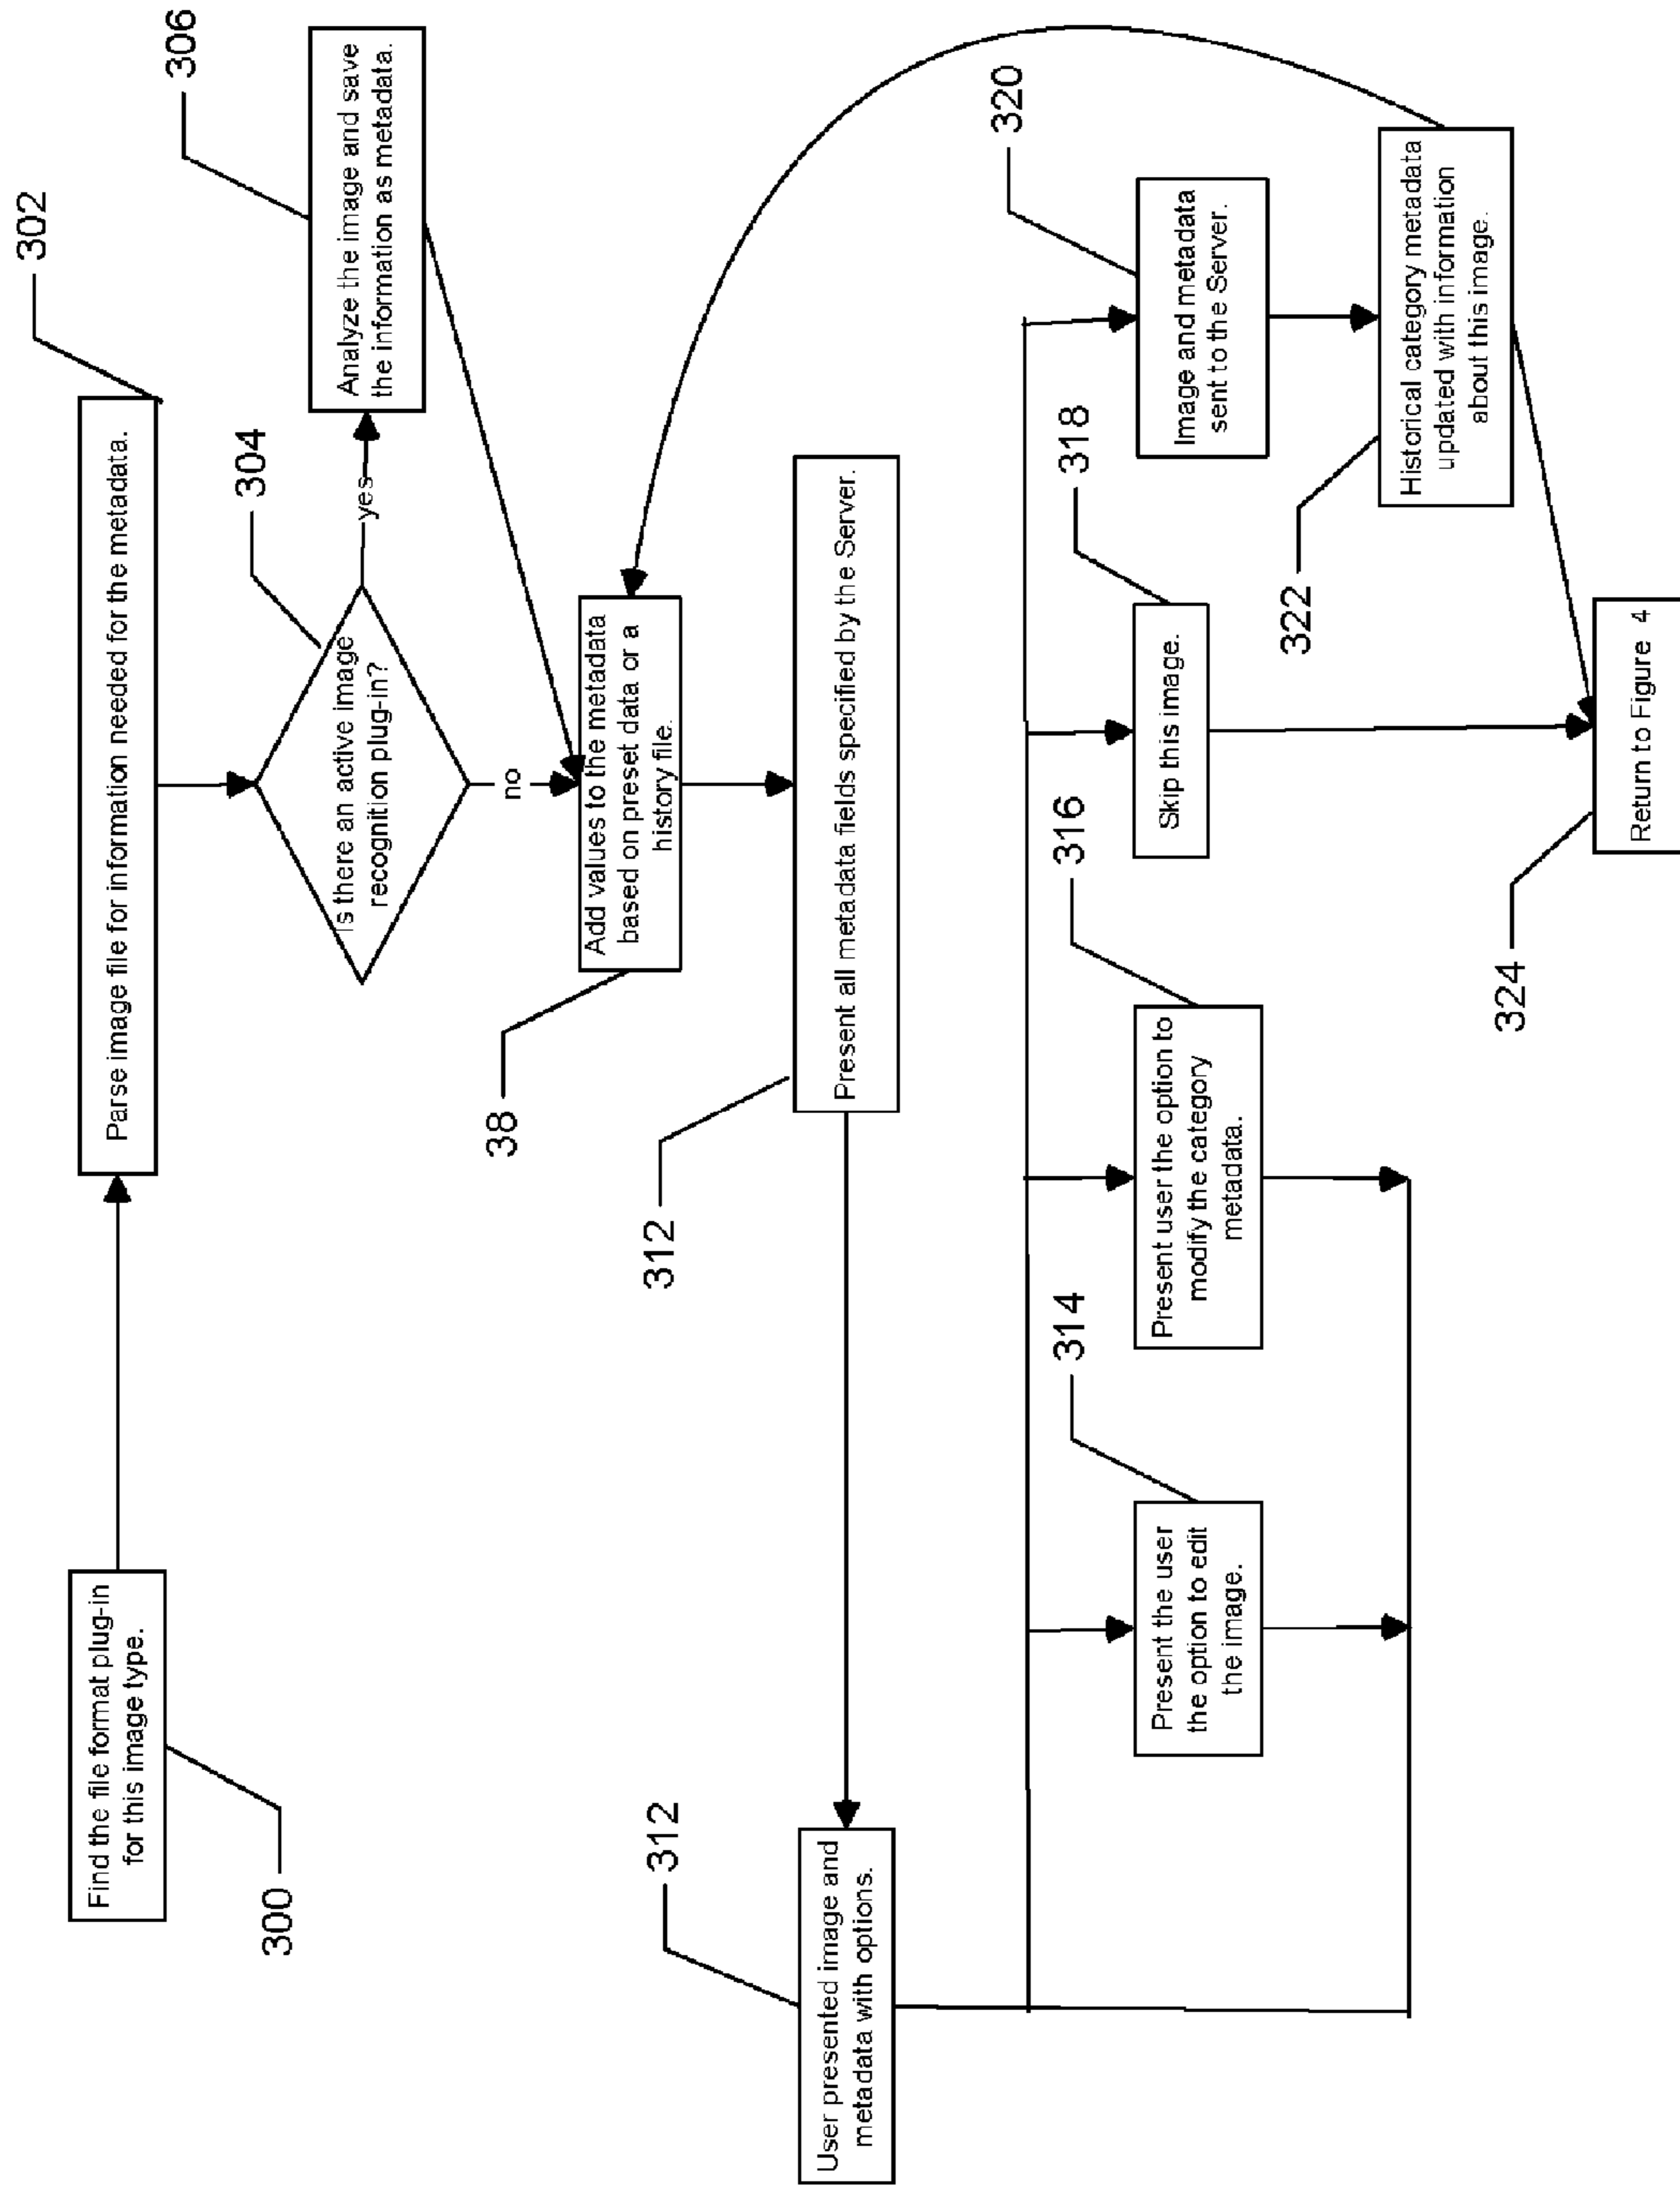 Find the file format plug-in
for this image type.
300
Parse image file for information needed for the metadata.
302
Is there an active image
recognition plug-in?
304
yes
no
Analyze the image and save
the information as metadata.
306
Add values to the metadata
based on preset data or a
history file.
38
Present all metadata fields specified by the Server.
312
User presented image and
metadata with options.
312
Present the user
the option to edit
the image.
314
Present user the option to
modify the category
metadata.
316
Skip this image.
318
Image and metadata
sent to the Server.
320
Historical category metadata
updated with information
about this image.
322
Return to Figure 4
324